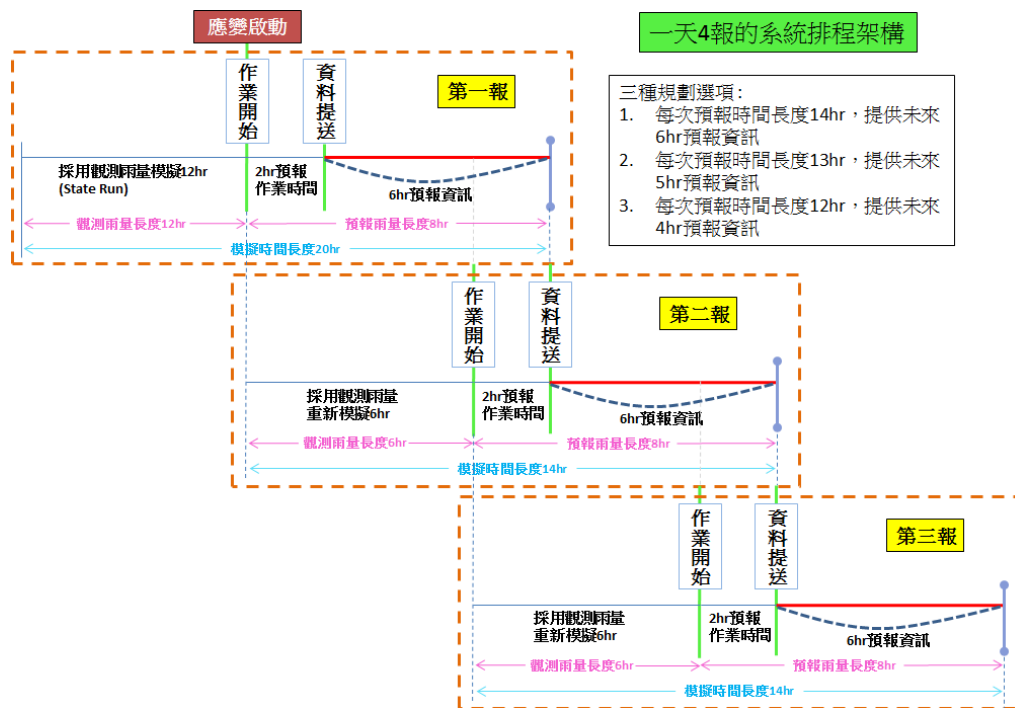 應變啟動
一天4報的系統排程架構
三種規劃選項:
1. 每次預報時間長度14hr，提供未來
6hr預報資訊
2. 每次預報時間長度13hr，提供未來
5hr預報資訊
3. 每次預報時間長度12hr，提供未來
4hr預報資訊
作業開始
資料提送
第一報
採用觀測雨量模擬12hr
(State Run)
2hr預報
作業時間
6hr預報資訊
觀測雨量長度12hr
預報雨量長度8hr
模擬時間長度20hr
作業開始
資料提送
第二報
採用觀測雨量
重新模擬6hr
2hr預報
作業時間
6hr預報資訊
觀測雨量長度6hr
預報雨量長度8hr
模擬時間長度14hr
作業開始
資料提送
第三報
採用觀測雨量
重新模擬6hr
2hr預報
作業時間
6hr預報資訊
觀測雨量長度6hr
預報雨量長度8hr
模擬時間長度14hr